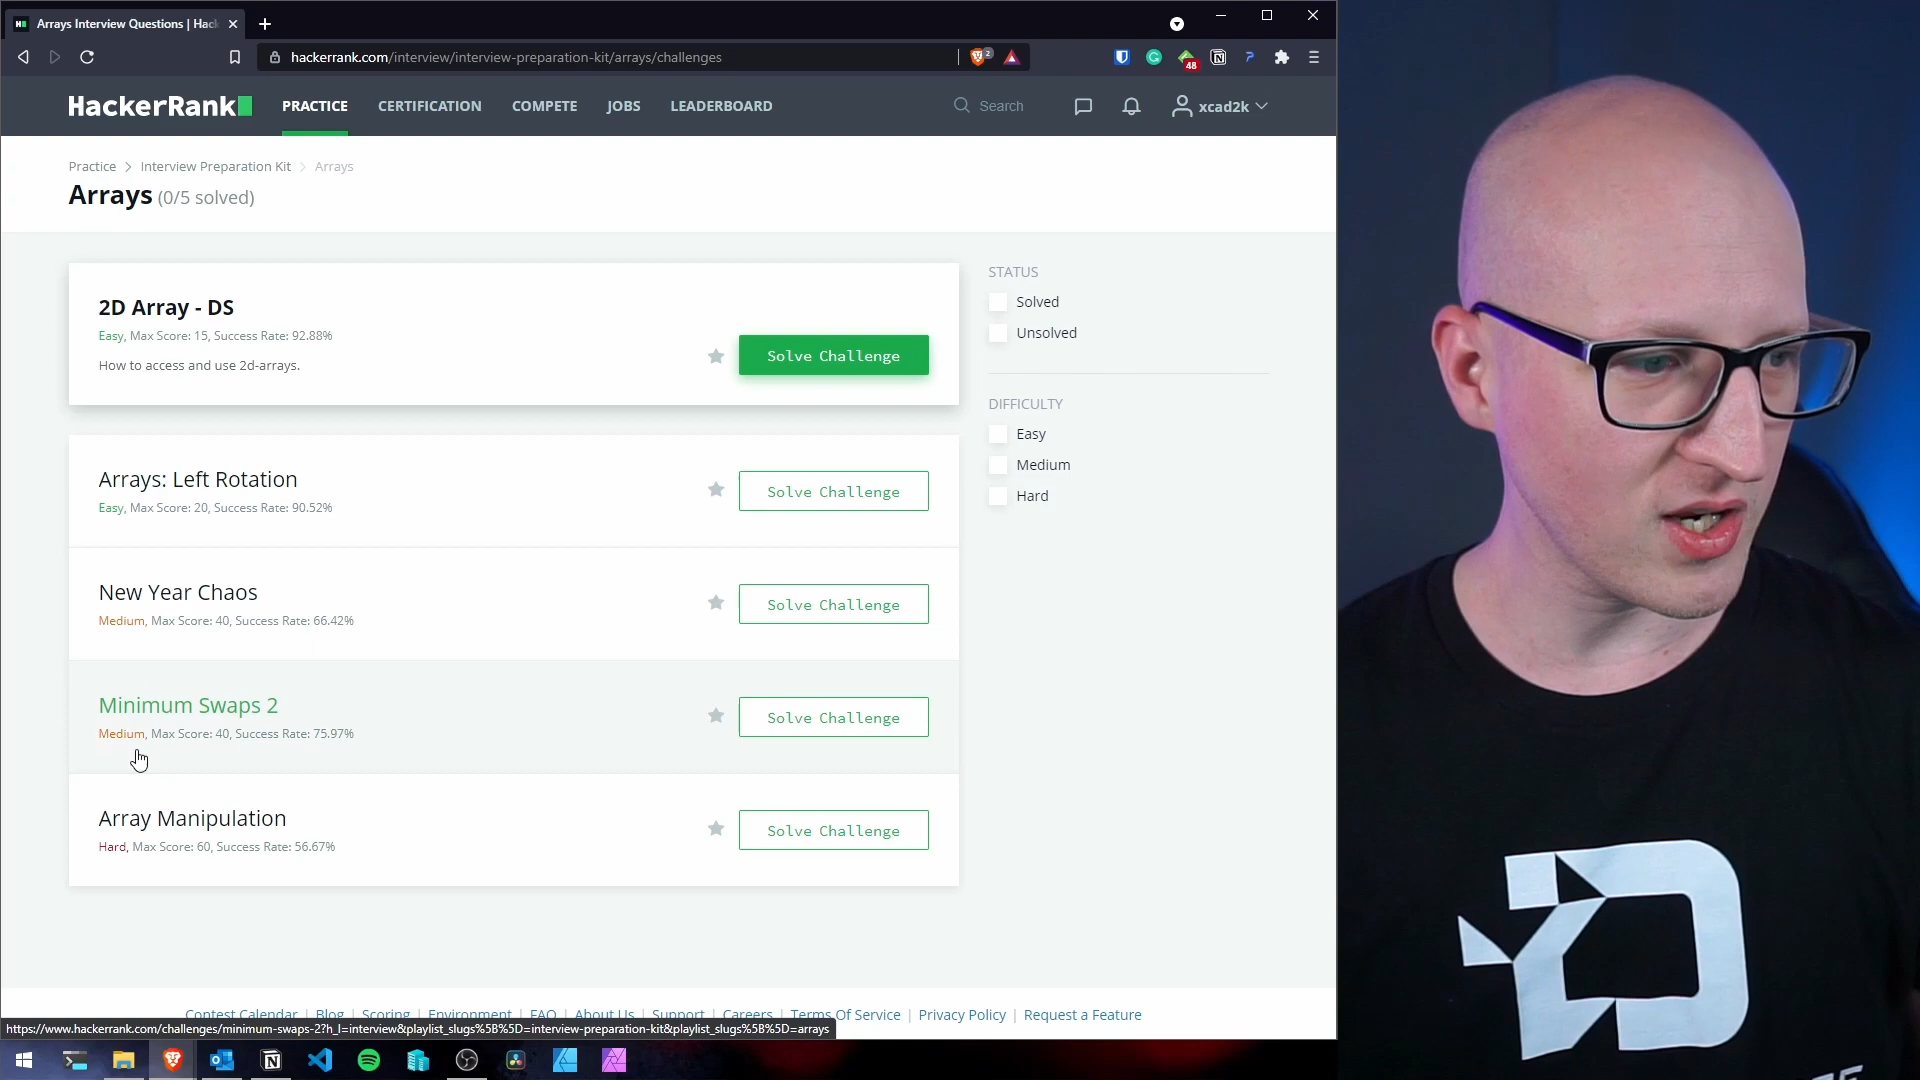 Arrays Interview Questions | Hac
hackerrank.com/interview/interview-preparation-kit/arrays/challenges
2
48
HackerRank
PRACTICE
CERTIFICATION
COMPETE
JOBS
LEADERBOARD
Search
xcad2k
Practice > Interview Preparation Kit > Arrays
Arrays (0/5 solved)
2D Array - DS
Easy, Max Score: 15, Success Rate: 92.88%
How to access and use 2d-arrays.
Solve Challenge
Arrays: Left Rotation
Easy, Max Score: 20, Success Rate: 90.52%
Solve Challenge
New Year Chaos
Medium, Max Score: 40, Success Rate: 66.42%
Solve Challenge
Minimum Swaps 2
Medium, Max Score: 40, Success Rate: 75.97%
Solve Challenge
Array Manipulation
Hard, Max Score: 60, Success Rate: 56.67%
Solve Challenge
STATUS
Solved
Unsolved
DIFFICULTY
Easy
Medium
Hard
Contest Calendar | Blog | Scoring | Environment | FAQ | About Us | Support | Careers | Terms Of Service | Privacy Policy | Request a Feature
https://www.hackerrank.com/challenges/minimum-swaps-2?h_l=interview&playlist_slugs%5B%5D=interview-preparation-kit&playlist_slugs%5B%5D=arrays